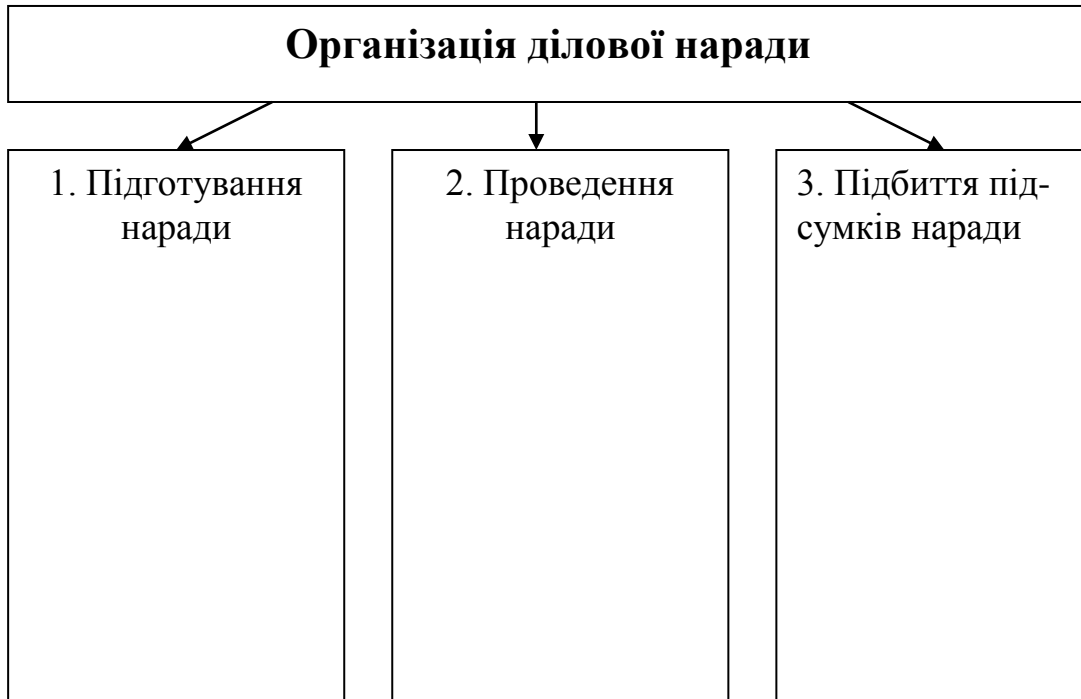 Організація ділової наради
1. Підготування
наради
2. Проведення
наради
3. Підбиття під-
сумків наради